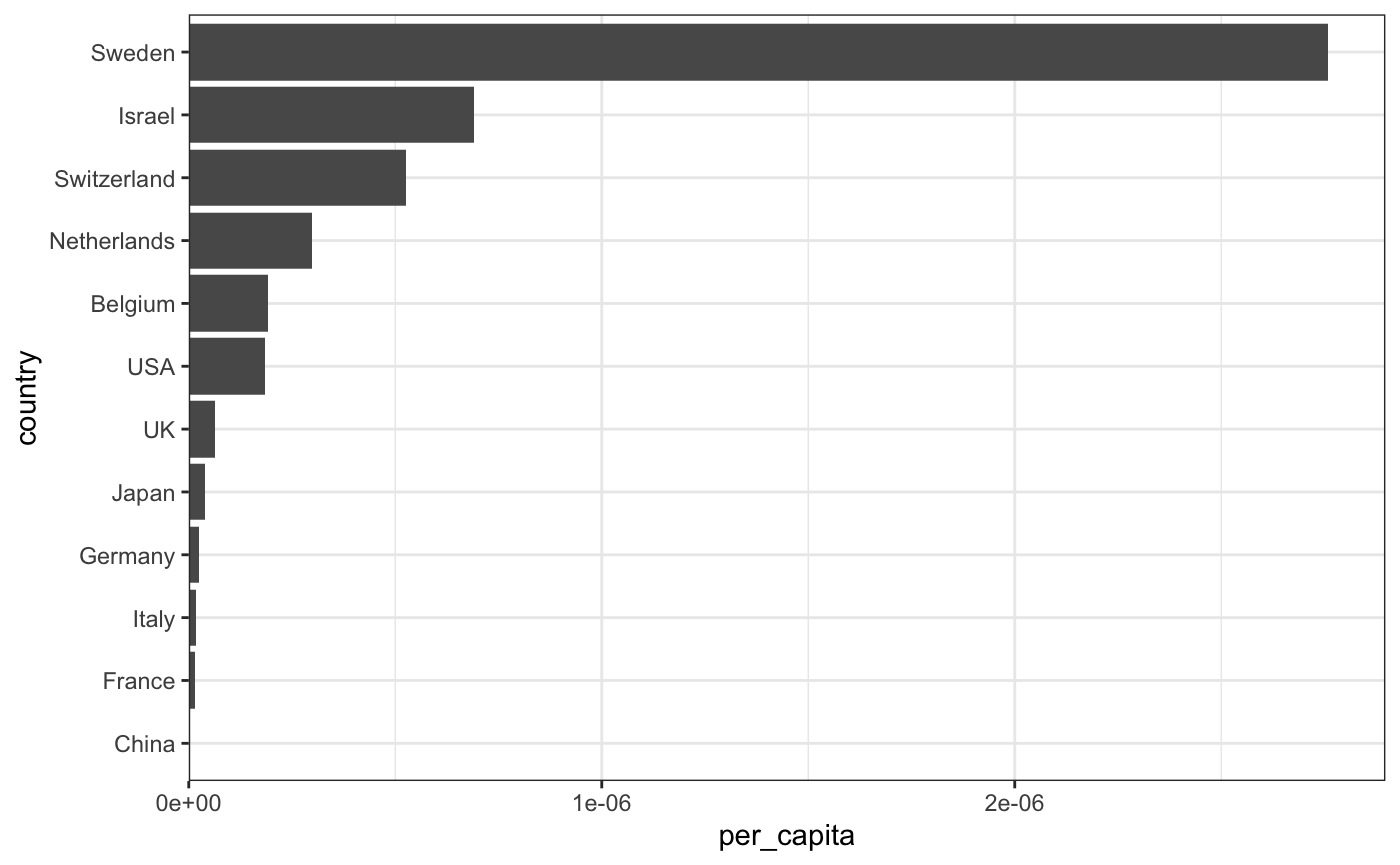 country
Sweden
Israel
Switzerland
Netherlands
Belgium
USA
UK
Japan
Germany
Italy
France
China
0e+00 1e-06 2e-06
per_capita